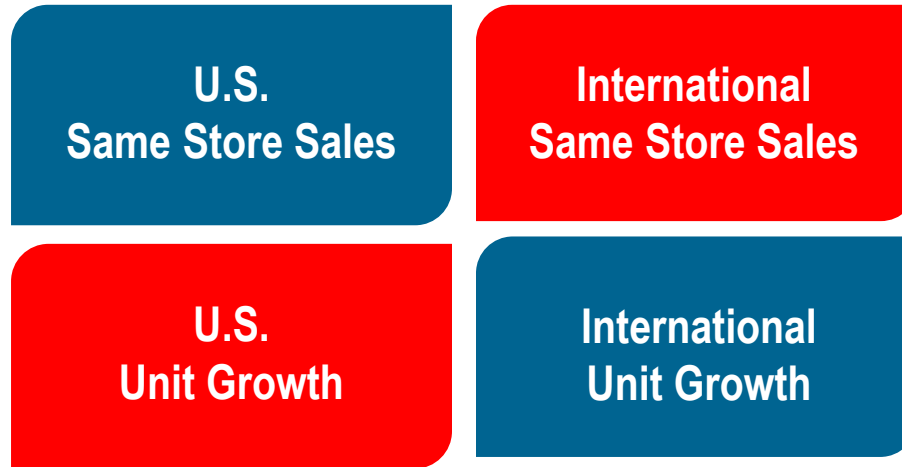 U.S.
Same Store Sales
International
Same Store Sales
U.S.
Unit Growth
International
Unit Growth